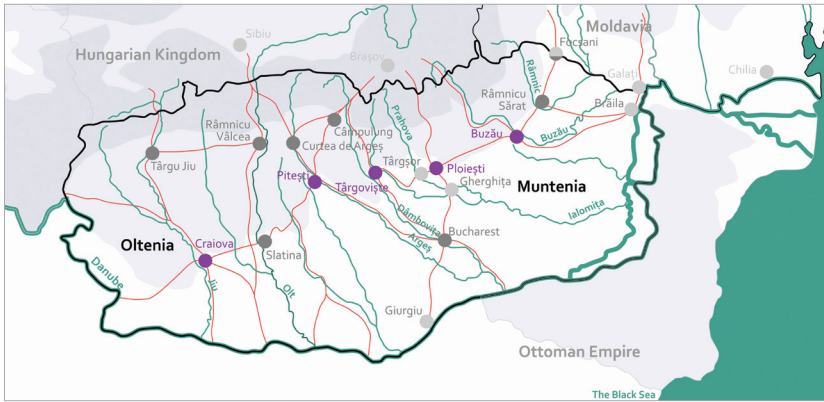 Moldavia
Sibiu
Focșani
Hungarian Kingdom
Brașov
Râmnic
Galați
Chilia
Râmnicu
Sărat
Brăila
Prahova
Râmnicu
Vâlcea
Câmpulung
Buzău
Buzău
Curtea de Argeș
Târgu Jiu
Târgșor
Ploiești
Pitești
Târgoviște
Gherghița
Muntenia
Ialomița
Dâmbovița
Oltenia
Craiova
Bucharest
Argeș
Slatina
Danube
Jiu
Olt
Giurgiu
Ottoman Empire
The Black Sea